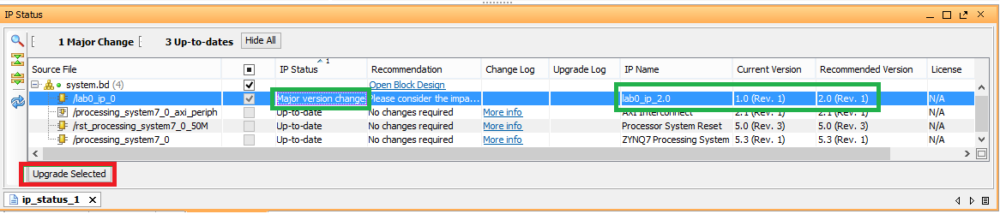 IP Status
1 Major Change 3 Up-to-dates Hide All
Source File 1 IP Status Recommendation Change Log Upgrade Log IP Name Current Version Recommended Version License
system.bd (4) Open Block Design
/lab0_ip_0 Major version change Please consider the impa... lab0_ip_2.0 1.0 (Rev. 1) 2.0 (Rev. 1) N/A
/processing_system7_0_axi_periph Up-to-date No changes required More info AXI Interconnect 2.1 (Rev. 1) 2.1 (Rev. 1) N/A
/rst_processing_system7_0_50M Up-to-date No changes required More info Processor System Reset 5.0 (Rev. 3) 5.0 (Rev. 3) N/A
/processing_system7_0 Up-to-date No changes required More info ZYNQ7 Processing System 5.3 (Rev. 1) 5.3 (Rev. 1) N/A
Upgrade Selected
ip_status_1